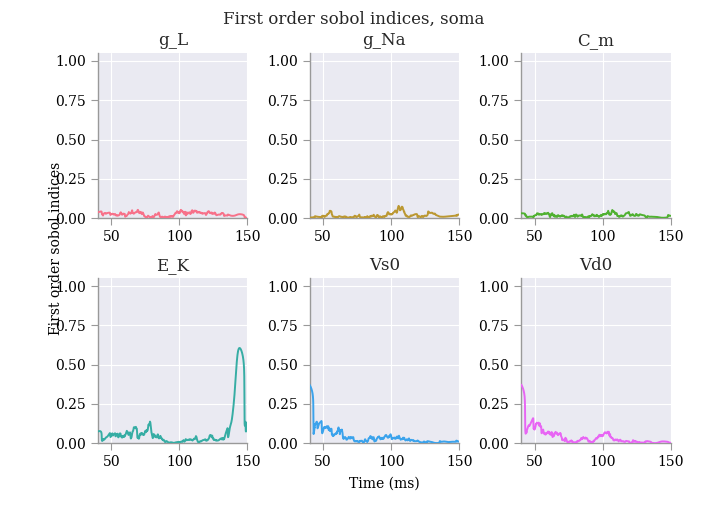 First order sobol indices, soma
g_L g_Na C_m
1.00 1.00 1.00
0.75 0.75 0.75
0.50 0.50 0.50
0.25 0.25 0.25
0.00 0.00 0.00
50 100 150 50 100 150 50 100 150
First order sobol indices
E_K Vs0 Vd0
1.00 1.00 1.00
0.75 0.75 0.75
0.50 0.50 0.50
0.25 0.25 0.25
0.00 0.00 0.00
50 100 150 50 100 150 50 100 150
Time (ms)